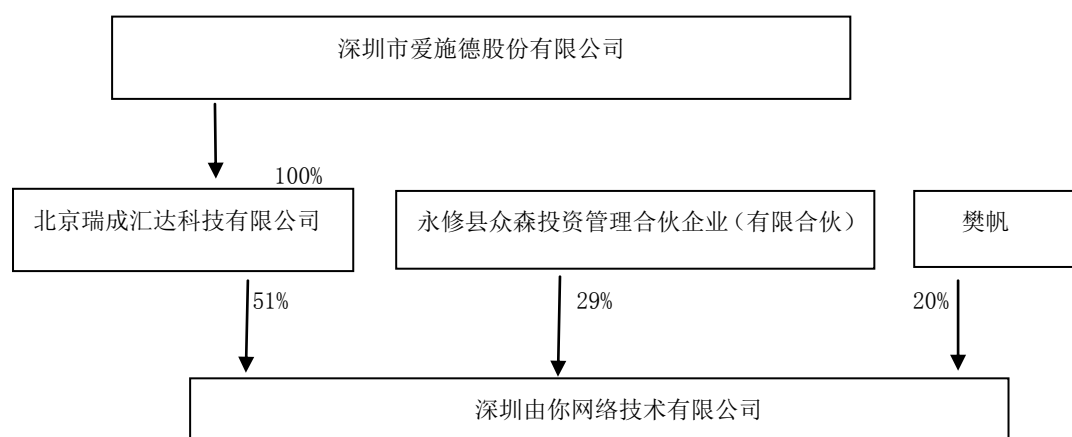 深圳市爱施德股份有限公司
100%
北京瑞成汇达科技有限公司
永修县众森投资管理合伙企业（有限合伙）
樊帆
51%
29%
20%
深圳由你网络技术有限公司